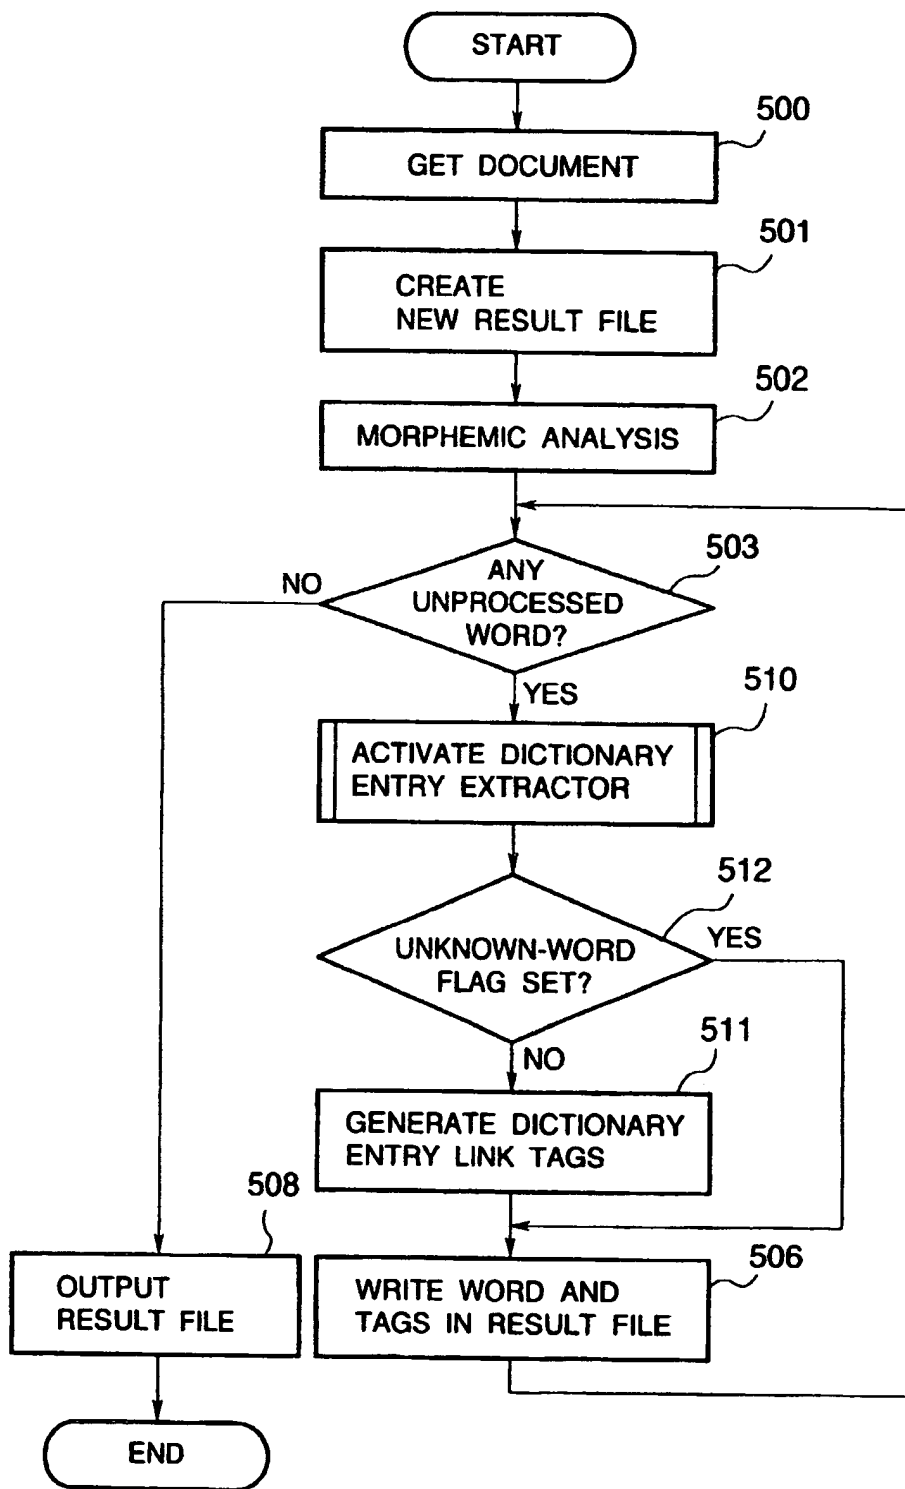 START
500
GET DOCUMENT
501
CREATE
NEW RESULT FILE
502
MORPHEMIC ANALYSIS
503
NO
ANY
UNPROCESSED
WORD?
YES
510
ACTIVATE DICTIONARY
ENTRY EXTRACTOR
512
UNKNOWN-WORD
FLAG SET?
YES
NO
511
GENERATE DICTIONARY
ENTRY LINK TAGS
508
OUTPUT
RESULT FILE
506
WRITE WORD AND
TAGS IN RESULT FILE
END